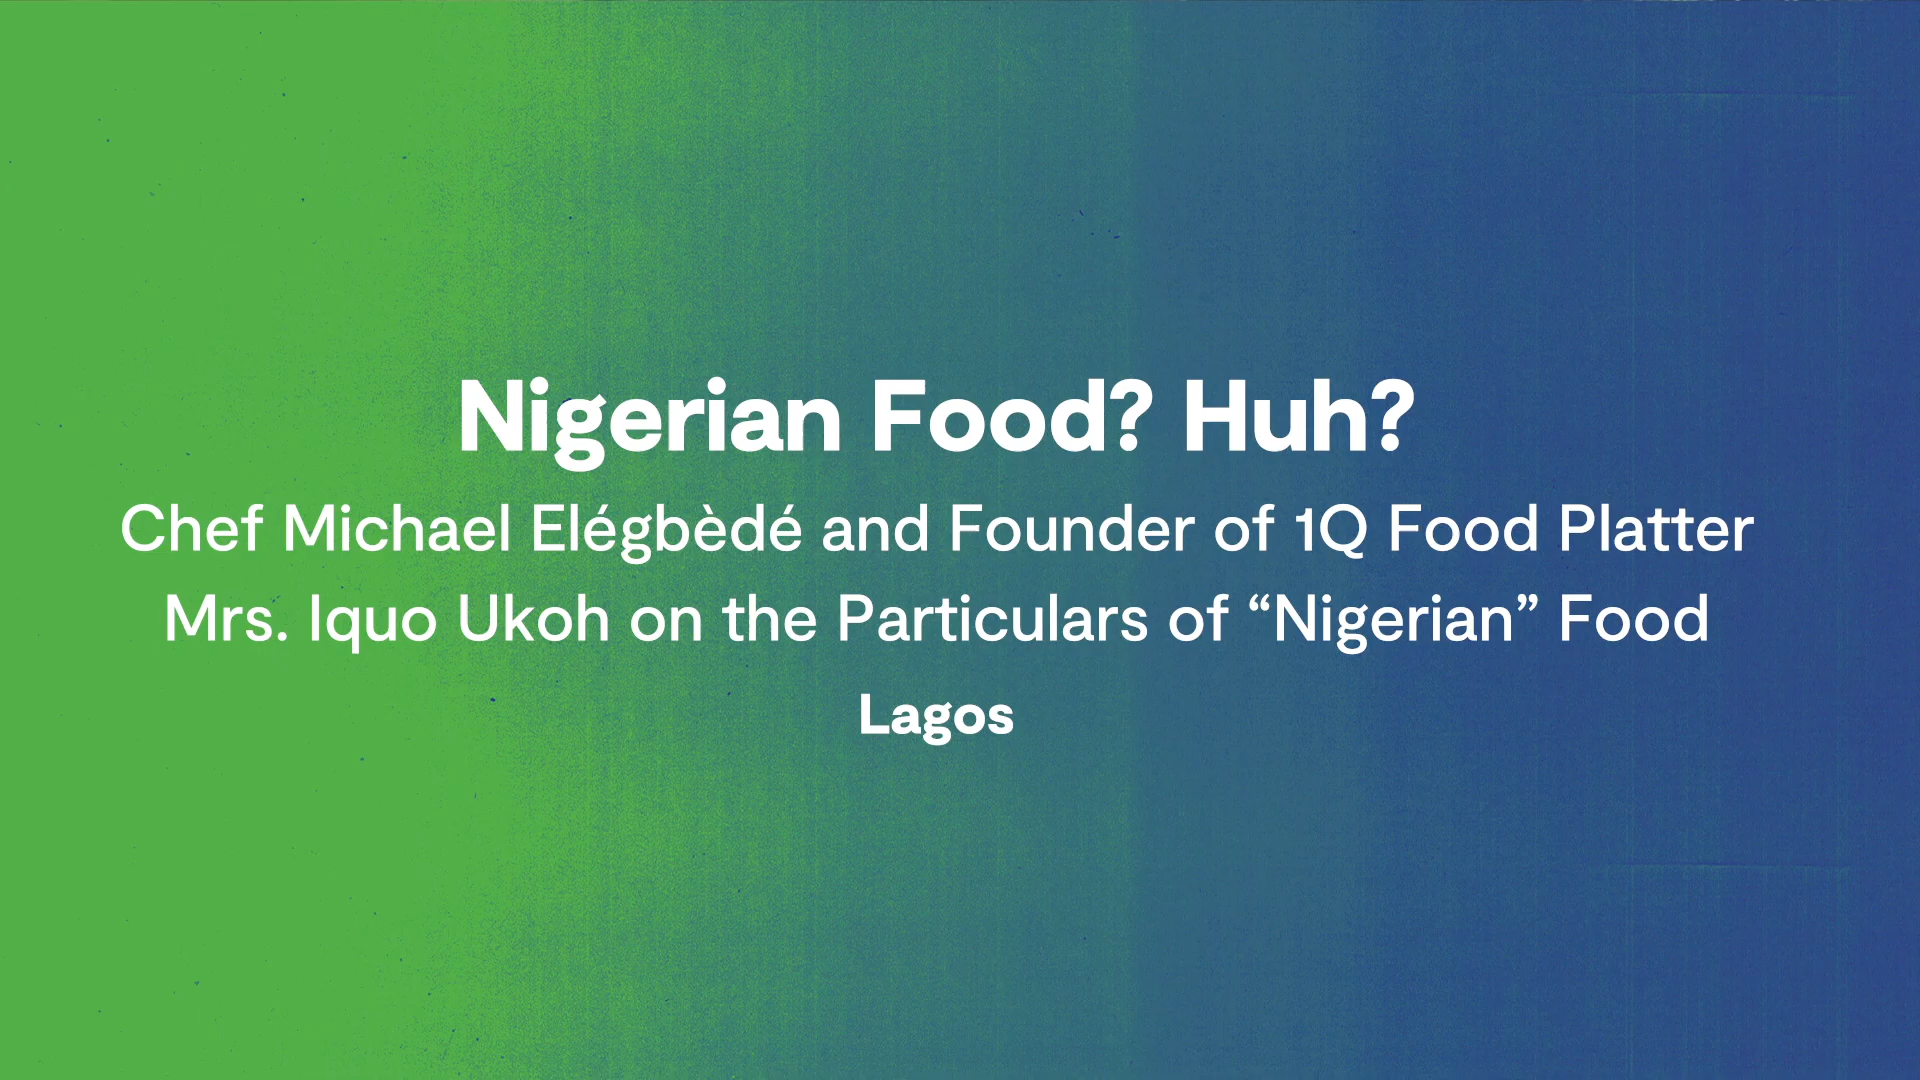 Nigerian Food? Huh?
Chef Michael Elégbèdé and Founder of 1Q Food Platter
Mrs. Iquo Ukoh on the Particulars of “Nigerian” Food
Lagos